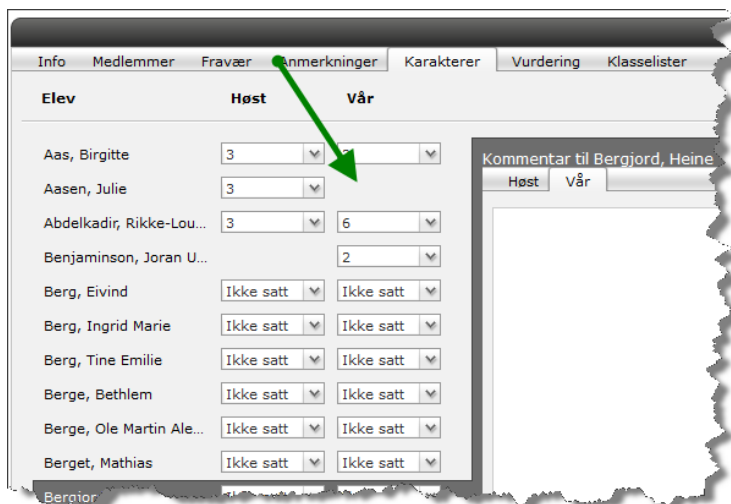 Info Medlemmer Fravær Anmerkninger Karakterer Vurdering Klasselister
Elev Høst Vår
Aas, Birgitte 3
Aasen, Julie 3
Abdelkadir, Rikke-Lou... 3 6
Benjaminson, Joran U... 2
Berg, Eivind Ikke satt Ikke satt
Berg, Ingrid Marie Ikke satt Ikke satt
Berg, Tine Emilie Ikke satt Ikke satt
Berge, Bethlem Ikke satt Ikke satt
Berge, Ole Martin Ale... Ikke satt Ikke satt
Berget, Mathias Ikke satt Ikke satt
Kommentar til Bergjord, Heine
Høst Vår